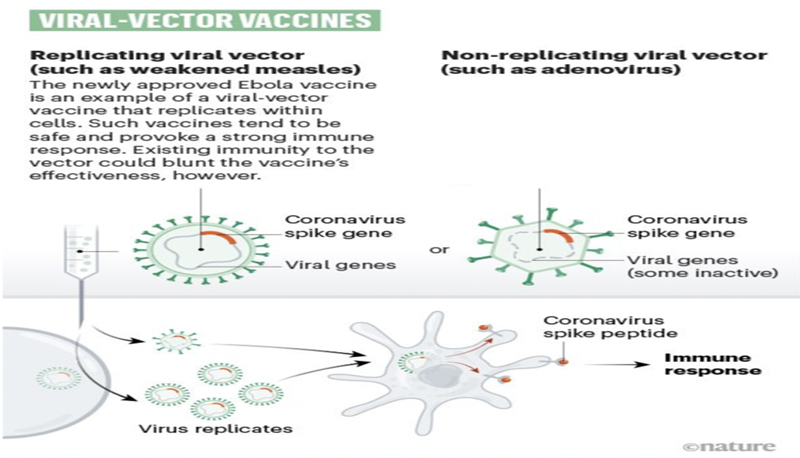 VIRAL-VECTOR VACCINES
Replicating viral vector
(such as weakened measles)
The newly approved Ebola vaccine
is an example of a viral-vector
vaccine that replicates within
cells. Such vaccines tend to be
safe and provoke a strong immune
response. Existing immunity to the
vector could blunt the vaccine’s
effectiveness, however.
Non-replicating viral vector
(such as adenovirus)
Coronavirus
spike gene
Viral genes
or
Coronavirus
spike gene
Viral genes
(some inactive)
Coronavirus
spike peptide
Immune
response
Virus replicates
©nature